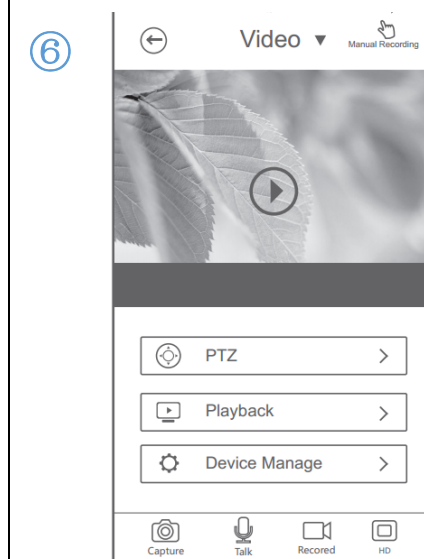 ⑥
Video ▼
Manual Recording
PTZ
Playback
Device Manage
Capture Talk Recored HD